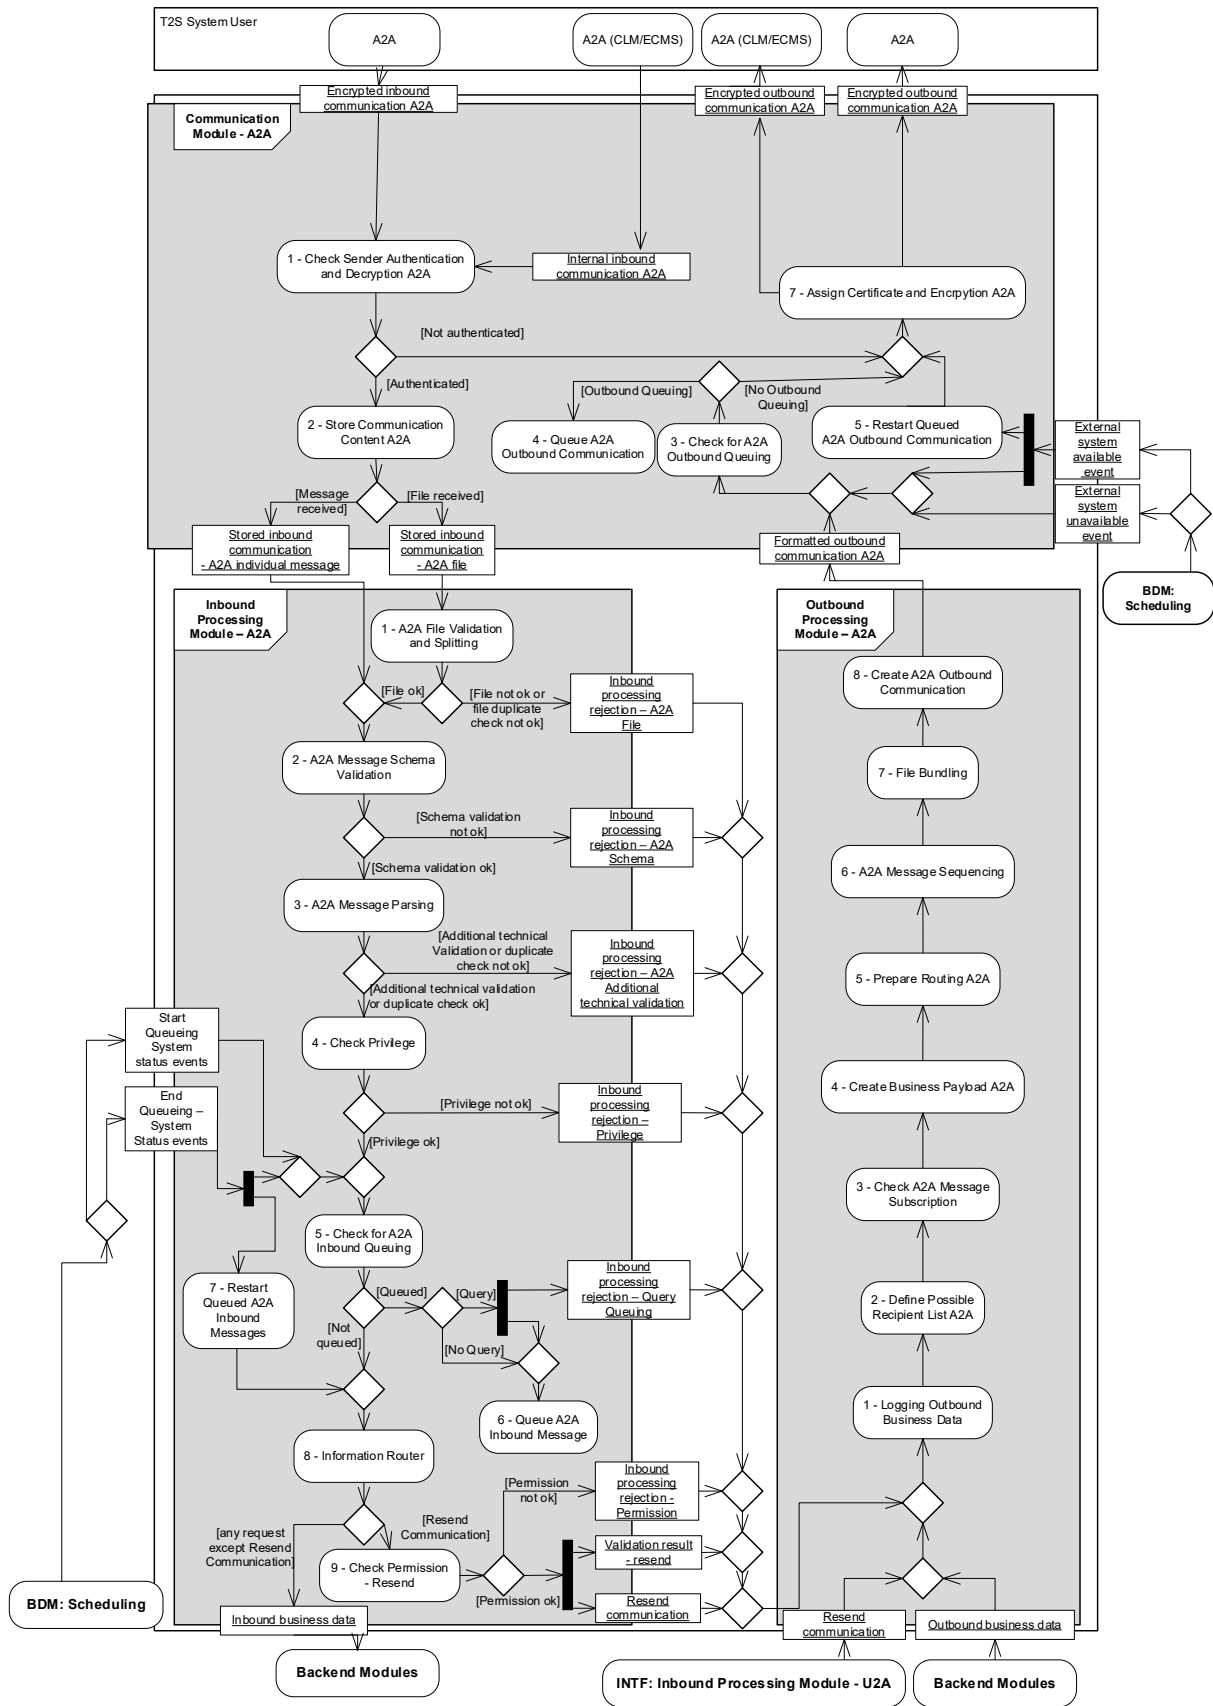 T2S System User
A2A
A2A (CLM/ECMS)
A2A (CLM/ECMS)
A2A
Encrypted inbound
communication A2A
Encrypted outbound
communication A2A
Encrypted outbound
communication A2A
Communication
Module - A2A
1 - Check Sender Authentication
and Decryption A2A
Internal inbound
communication A2A
7 - Assign Certificate and Encrpytion A2A
[Not authenticated]
[Authenticated]
[Outbound Queuing]
[No Outbound
Queuing]
2 - Store Communication
Content A2A
4 - Queue A2A
Outbound Communication
3 - Check for A2A
Outbound Queuing
5 - Restart Queued
A2A Outbound Communication
External
system
available
event
External
system
unavailable
event
[Message
received]
[File received]
Stored inbound
communication
- A2A individual message
Stored inbound
communication
- A2A file
Formatted outbound
communication A2A
BDM:
Scheduling
Inbound
Processing
Module – A2A
1 - A2A File Validation
and Splitting
Outbound
Processing
Module – A2A
8 - Create A2A Outbound
Communication
[File ok]
[File not ok or
file duplicate
check not ok]
Inbound
processing
rejection – A2A
File
2 - A2A Message Schema
Validation
7 - File Bundling
[Schema validation
not ok]
Inbound
processing
rejection – A2A
Schema
[Schema validation ok]
6 - A2A Message Sequencing
3 - A2A Message Parsing
[Additional technical
Validation or duplicate
check not ok]
Inbound
processing
rejection – A2A
Additional
technical validation
[Additional technical validation
or duplicate check ok]
5 - Prepare Routing A2A
Start
Queueing
System
status events
4 - Check Privilege
End
Queueing –
System
Status events
4 - Create Business Payload A2A
[Privilege not ok]
Inbound
processing
rejection –
Privilege
[Privilege ok]
3 - Check A2A Message
Subscription
5 - Check for A2A
Inbound Queuing
7 - Restart
Queued A2A
Inbound
Messages
[Queued]
[Query]
Inbound
processing
rejection – Query
Queuing
2 - Define Possible
Recipient List A2A
[Not
queued]
[No Query]
6 - Queue A2A
Inbound Message
1 - Logging Outbound
Business Data
8 - Information Router
[Permission
not ok]
Inbound
processing
rejection -
Permission
[any request
except Resend
Communication]
[Resend
Communication]
9 - Check Permission
- Resend
Validation result
- resend
[Permission ok]
Resend
communication
BDM: Scheduling
Inbound business data
Resend
communication
Outbound business data
Backend Modules
INTF: Inbound Processing Module - U2A
Backend Modules